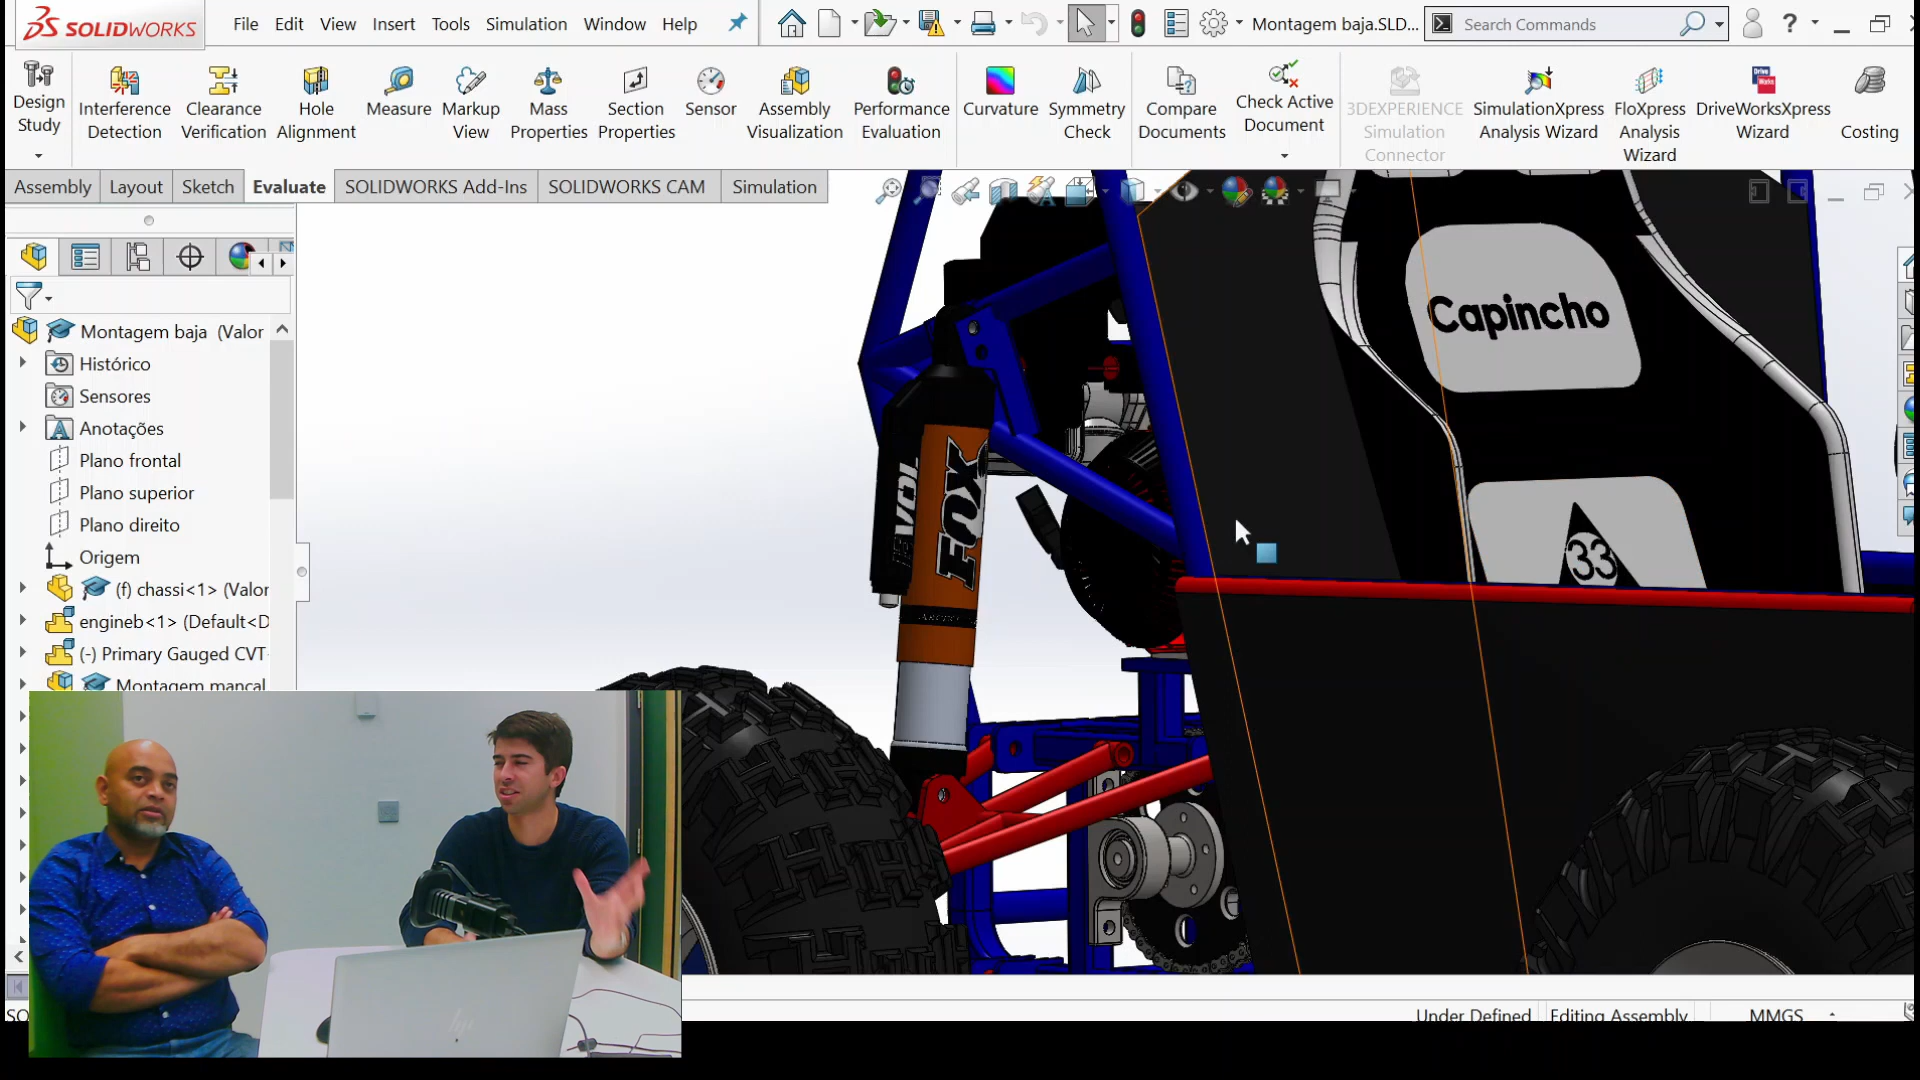 SOLIDWORKS
File Edit View Insert Tools Simulation Window Help
Montagem baja.SLD...
Search Commands
?
Design Study
Interference Detection
Clearance Verification
Hole Alignment
Measure
Markup View
Mass Properties
Section Properties
Sensor
Assembly Visualization
Performance Evaluation
Curvature
Symmetry Check
Compare Documents
Check Active Document
3DEXPERIENCE Simulation Connector
SimulationXpress Analysis Wizard
FloXpress Analysis Wizard
DriveWorksXpress Wizard
Costing
Assembly Layout Sketch Evaluate SOLIDWORKS Add-Ins SOLIDWORKS CAM Simulation
Montagem baja (Valor
Histórico
Sensores
Anotações
Plano frontal
Plano superior
Plano direito
Origem
(f) chassi<1> (Valor
engineb<1> (Default<D
(-) Primary Gauged CVT-
Montagem mancal
Capincho
33
FOX
EVOL
hp
SO
Under Defined
Editing Assembly
MMGS